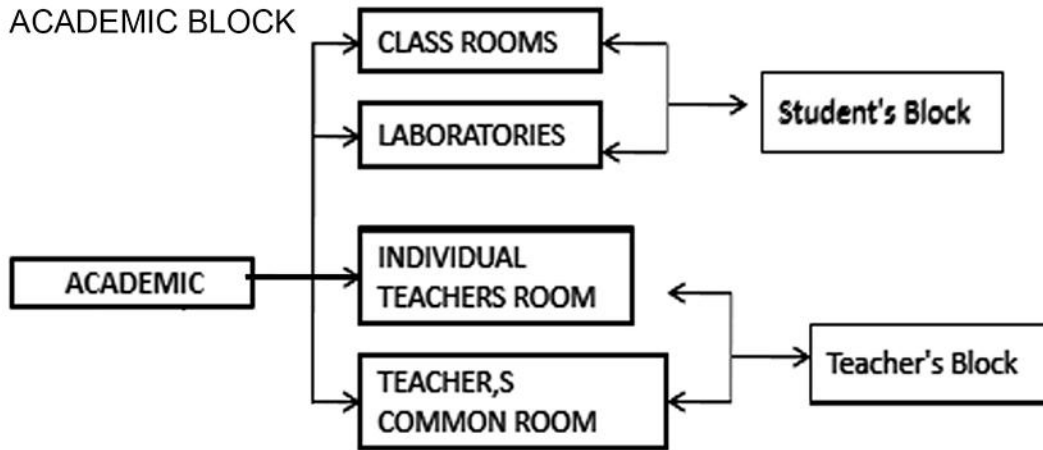 ACADEMIC BLOCK
CLASS ROOMS
LABORATORIES
Student's Block
ACADEMIC
INDIVIDUAL
TEACHERS ROOM
TEACHER,S
COMMON ROOM
Teacher's Block